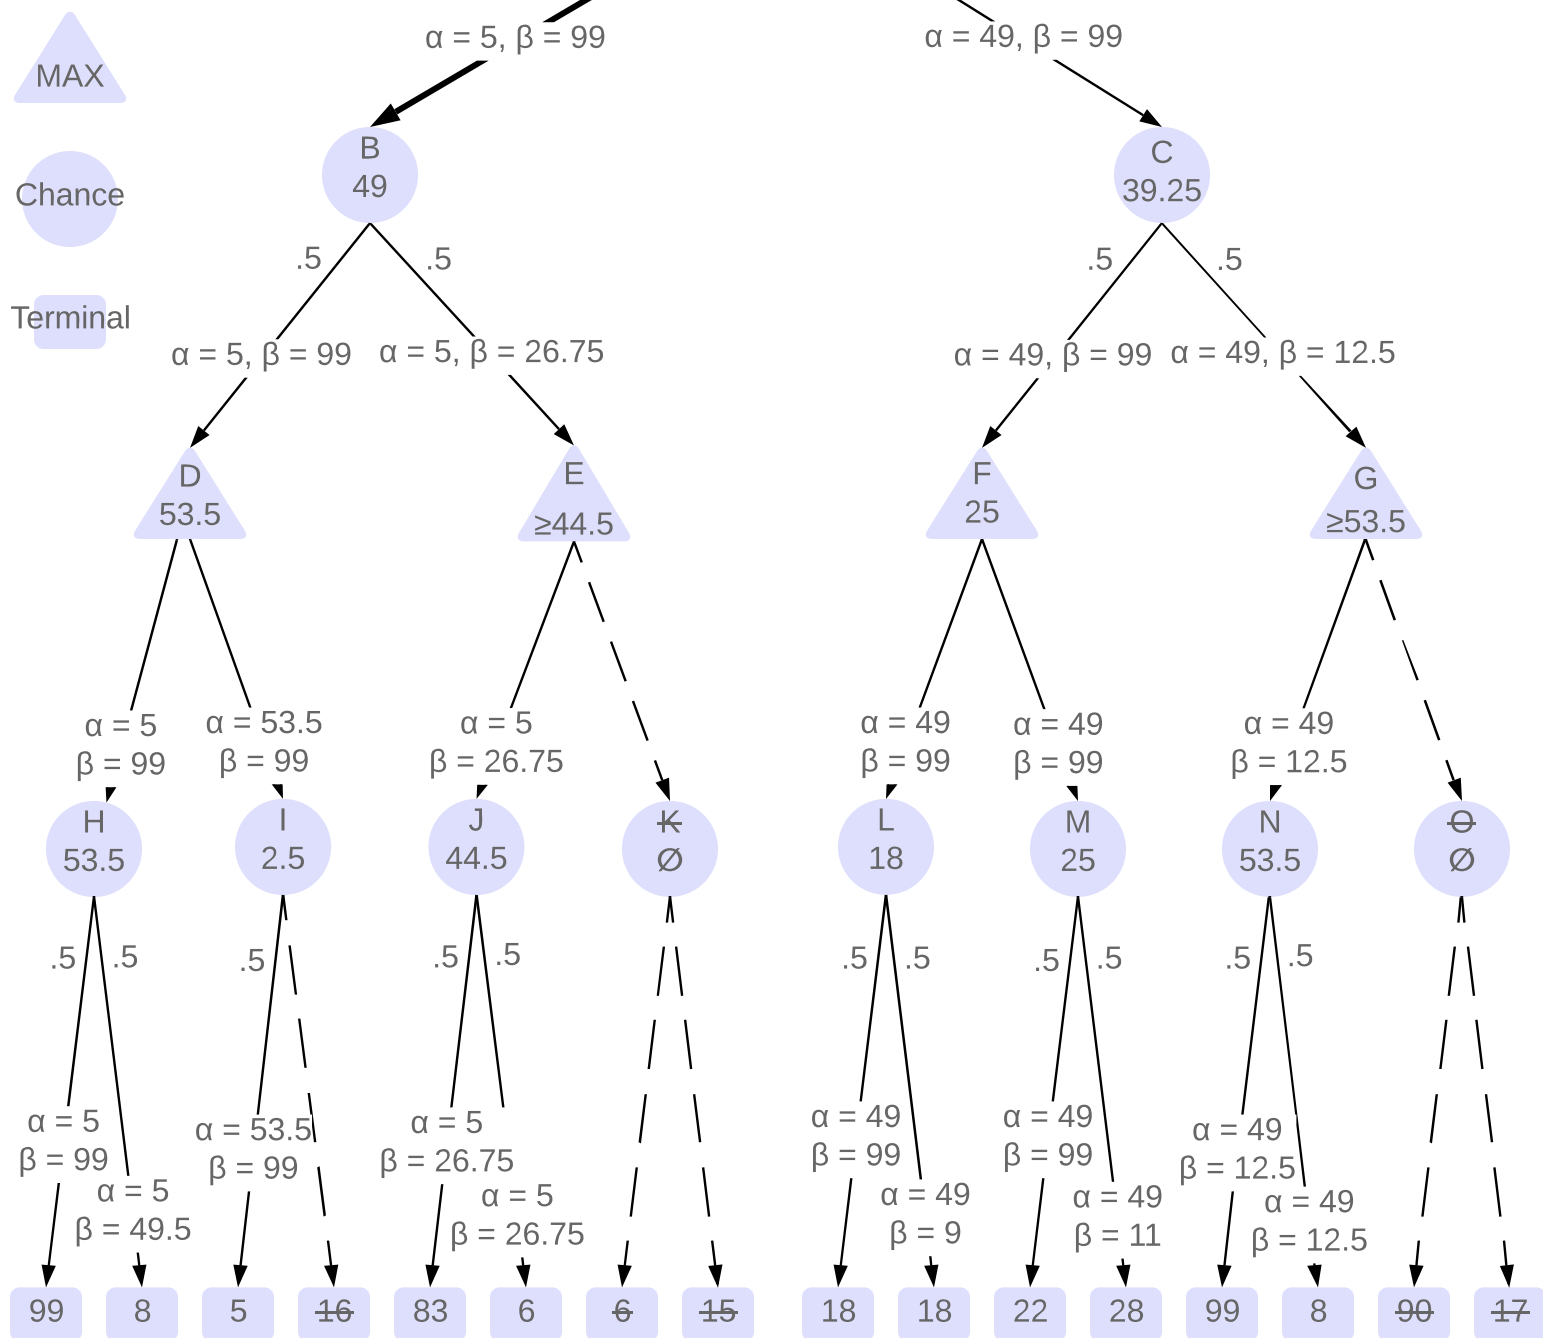 α = 5, β = 99
α = 49, β = 99
MAX
B
49
C
39.25
Chance
.5
.5
.5
.5
Terminal
α = 5, β = 99
α = 5, β = 26.75
α = 49, β = 99
α = 49, β = 12.5
D
53.5
E
≥44.5
F
25
G
≥53.5
α = 5
β = 99
α = 53.5
β = 99
α = 5
β = 26.75
α = 49
β = 99
α = 49
β = 99
α = 49
β = 12.5
H
53.5
I
2.5
J
44.5
K
Ø
L
18
M
25
N
53.5
O
Ø
.5
.5
.5
.5
.5
.5
.5
.5
.5
.5
.5
α = 5
β = 99
α = 5
β = 49.5
α = 53.5
β = 99
α = 5
β = 26.75
α = 5
β = 26.75
α = 49
β = 99
α = 49
β = 9
α = 49
β = 99
α = 49
β = 11
α = 49
β = 12.5
α = 49
β = 12.5
99
8
5
16
83
6
6
15
18
18
22
28
99
8
90
17